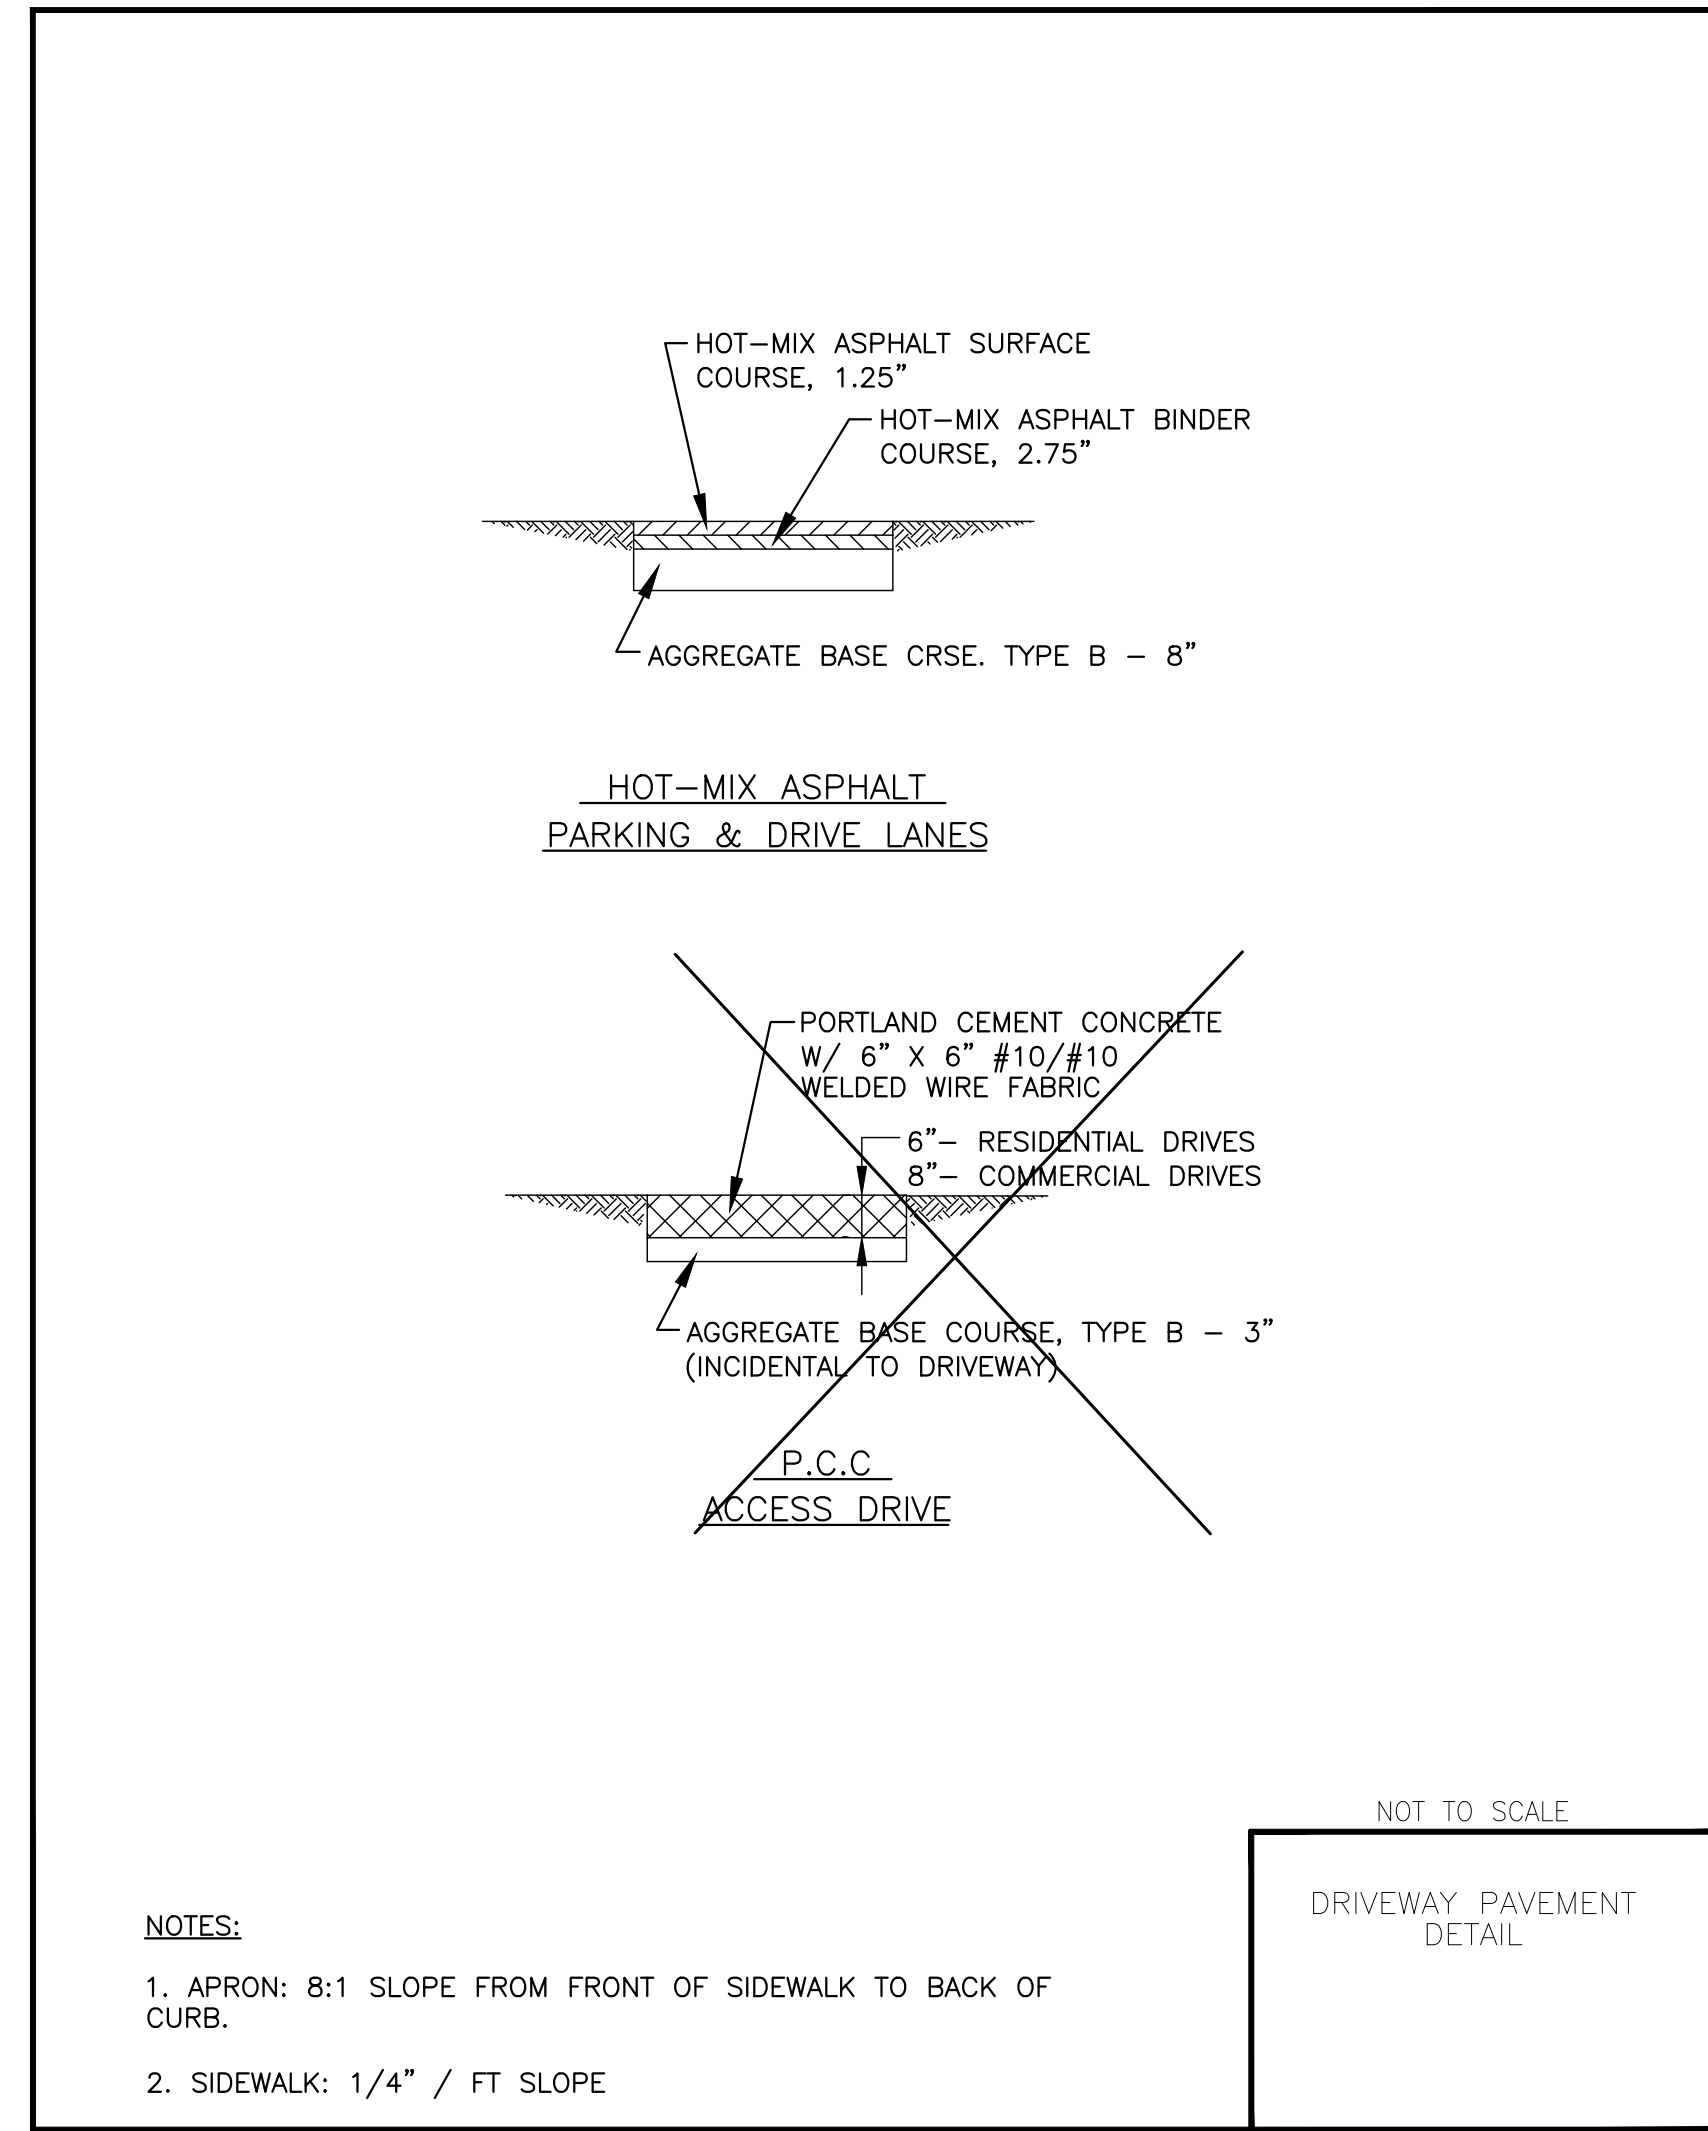 HOT-MIX ASPHALT SURFACE
COURSE, 1.25”
HOT-MIX ASPHALT BINDER
COURSE, 2.75”
AGGREGATE BASE CRSE. TYPE B - 8”
HOT-MIX ASPHALT
PARKING & DRIVE LANES
PORTLAND CEMENT CONCRETE
W/ 6” X 6” #10/#10
WELDED WIRE FABRIC
6”- RESIDENTIAL DRIVES
8”- COMMERCIAL DRIVES
AGGREGATE BASE COURSE, TYPE B - 3”
(INCIDENTAL TO DRIVEWAY)
P.C.C
ACCESS DRIVE
NOT TO SCALE
DRIVEWAY PAVEMENT
DETAIL
NOTES:
1. APRON: 8:1 SLOPE FROM FRONT OF SIDEWALK TO BACK OF
CURB.
2. SIDEWALK: 1/4” / FT SLOPE